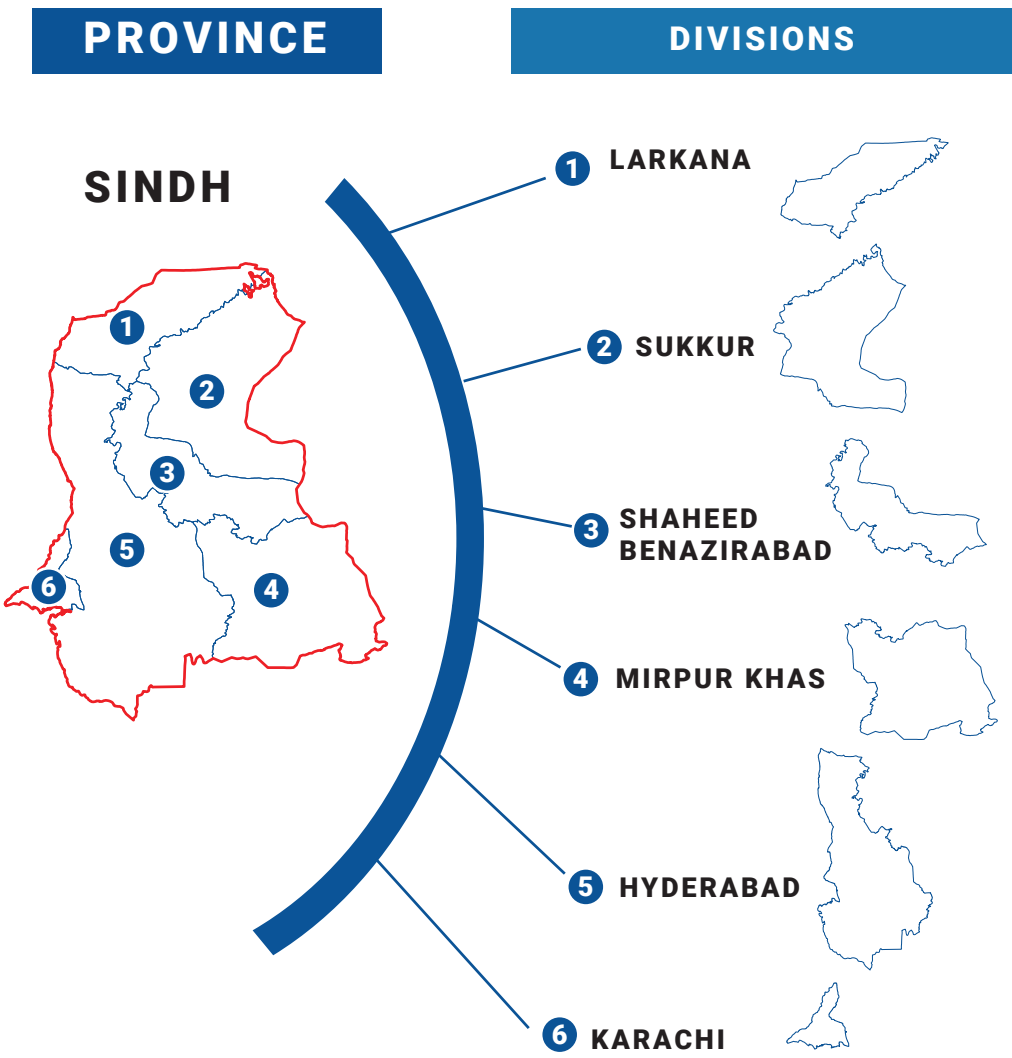 PROVINCE
DIVISIONS
SINDH
1
2
3
4
5
6
1 LARKANA
2 SUKKUR
3 SHAHEED
BENAZIRABAD
4 MIRPUR KHAS
5 HYDERABAD
6 KARACHI